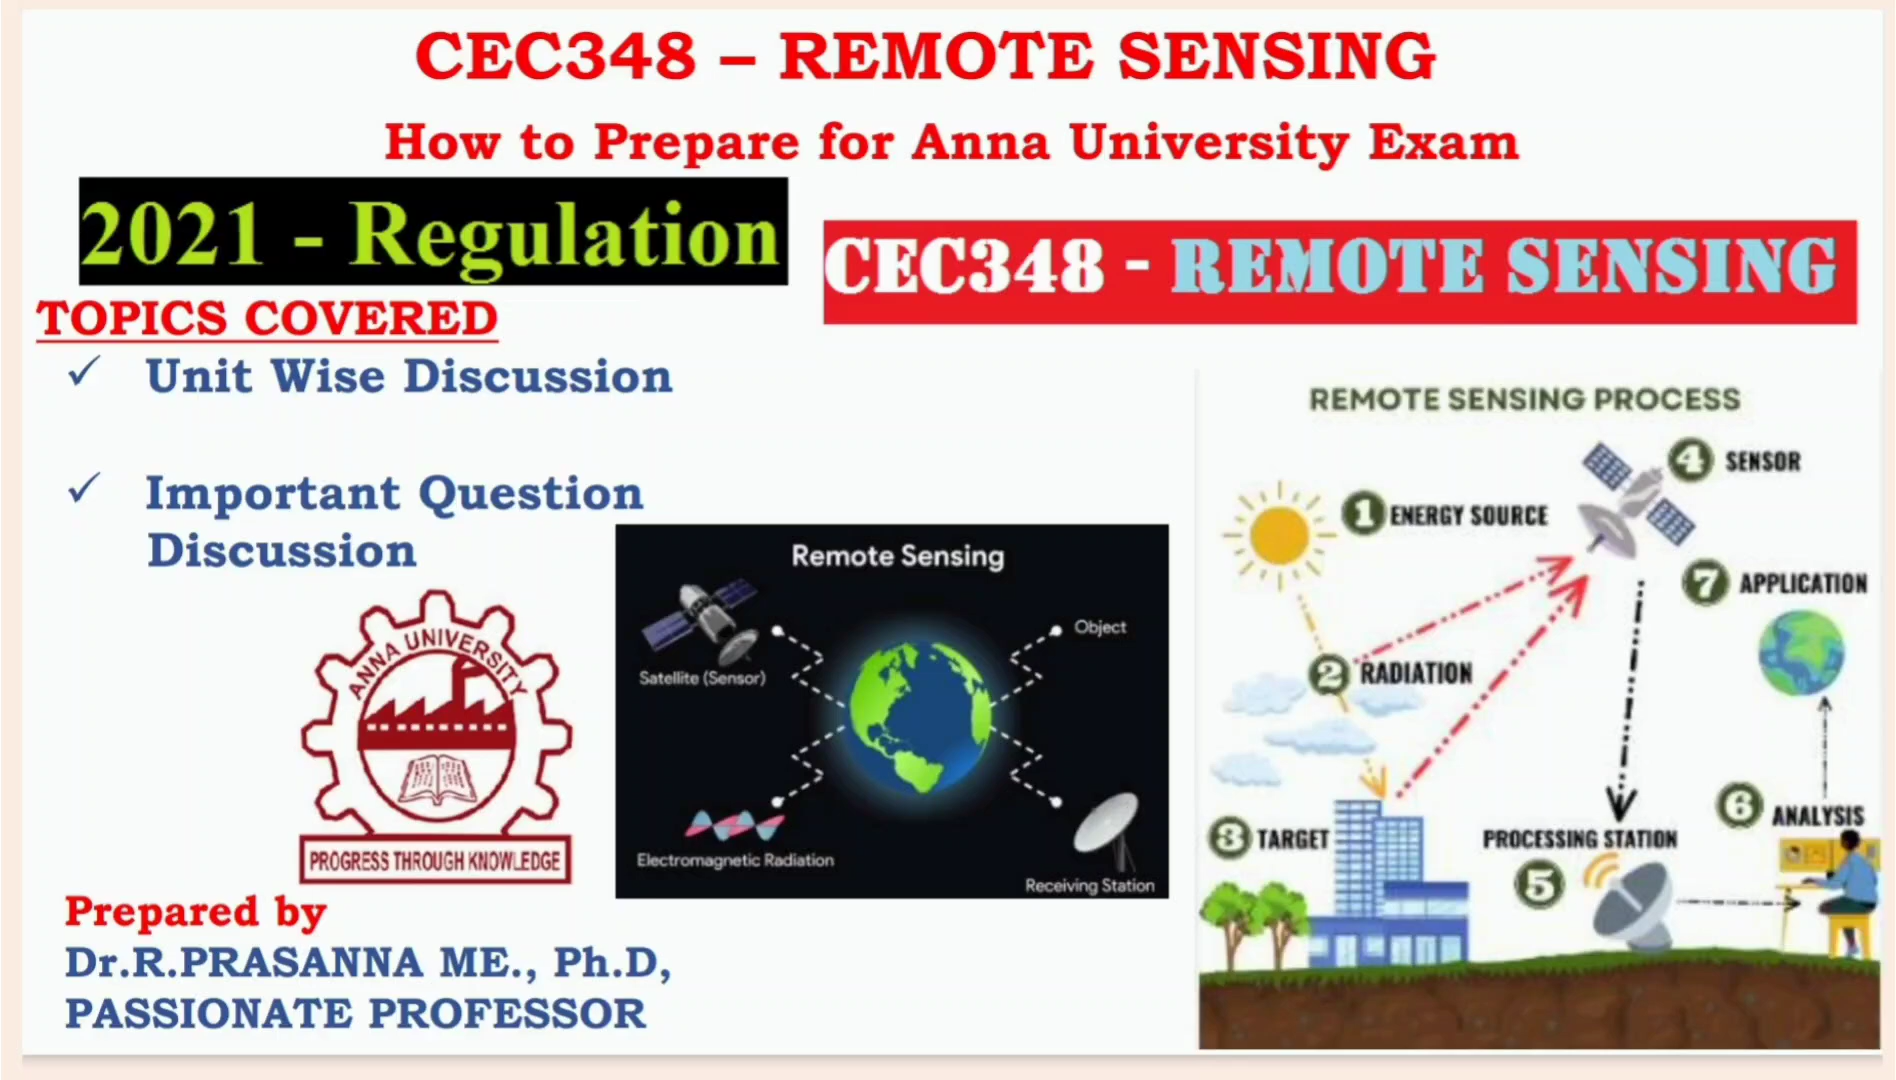 CEC348 – REMOTE SENSING
How to Prepare for Anna University Exam
2021 - Regulation
CEC348 - REMOTE SENSING
TOPICS COVERED
✓ Unit Wise Discussion
✓ Important Question
Discussion
ANNA UNIVERSITY
PROGRESS THROUGH KNOWLEDGE
Prepared by
Dr.R.PRASANNA ME., Ph.D,
PASSIONATE PROFESSOR
Remote Sensing
Satellite (Sensor)
Object
Electromagnetic Radiation
Receiving Station
REMOTE SENSING PROCESS
4 SENSOR
1 ENERGY SOURCE
7 APPLICATION
2 RADIATION
6 ANALYSIS
3 TARGET
PROCESSING STATION
5